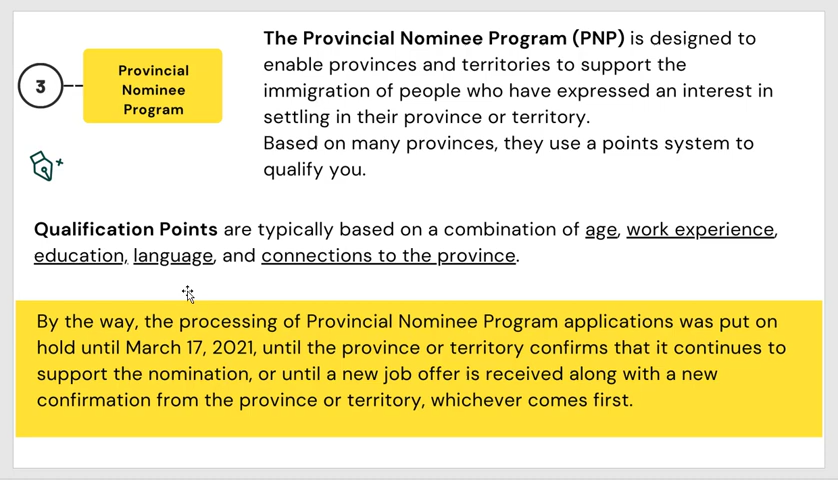 3
Provincial
Nominee
Program
The Provincial Nominee Program (PNP) is designed to
enable provinces and territories to support the
immigration of people who have expressed an interest in
settling in their province or territory.
Based on many provinces, they use a points system to
qualify you.
Qualification Points are typically based on a combination of age, work experience,
education, language, and connections to the province.
By the way, the processing of Provincial Nominee Program applications was put on
hold until March 17, 2021, until the province or territory confirms that it continues to
support the nomination, or until a new job offer is received along with a new
confirmation from the province or territory, whichever comes first.